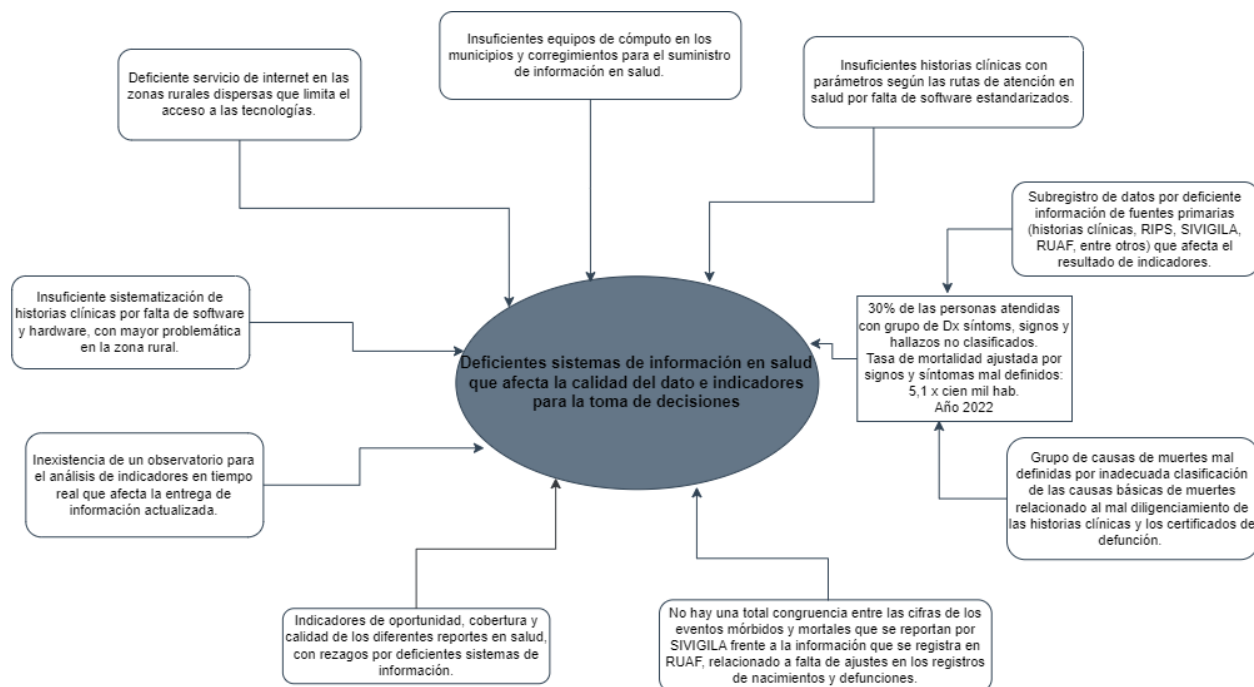 Insuficientes equipos de cómputo en los
municipios y corregimientos para el suministro
de información en salud.
Deficiente servicio de internet en las
zonas rurales dispersas que limita el
acceso a las tecnologías.
Insuficientes historias clínicas con
parámetros según las rutas de atención en
salud por falta de software estandarizados.
Subregistro de datos por deficiente
información de fuentes primarias
(historias clínicas, RIPS, SIVIGILA,
RUAF, entre otros) que afecta el
resultado de indicadores.
Insuficiente sistematización de
historias clínicas por falta de software
y hardware, con mayor problemática
en la zona rural.
Deficientes sistemas de información en salud
que afecta la calidad del dato e indicadores
para la toma de decisiones
30% de las personas atendidas
con grupo de Dx síntoms, signos y
hallazos no clasificados.
Tasa de mortalidad ajustada por
signos y síntomas mal definidos:
5,1 x cien mil hab.
Año 2022
Inexistencia de un observatorio para
el análisis de indicadores en tiempo
real que afecta la entrega de
información actualizada.
Grupo de causas de muertes mal
definidas por inadecuada clasificación
de las causas básicas de muertes
relacionado al mal diligenciamiento de
las historias clínicas y los certificados de
defunción.
Indicadores de oportunidad, cobertura y
calidad de los diferentes reportes en salud,
con rezagos por deficientes sistemas de
información.
No hay una total congruencia entre las cifras de los
eventos mórbidos y mortales que se reportan por
SIVIGILA frente a la información que se registra en
RUAF, relacionado a falta de ajustes en los registros
de nacimientos y defunciones.